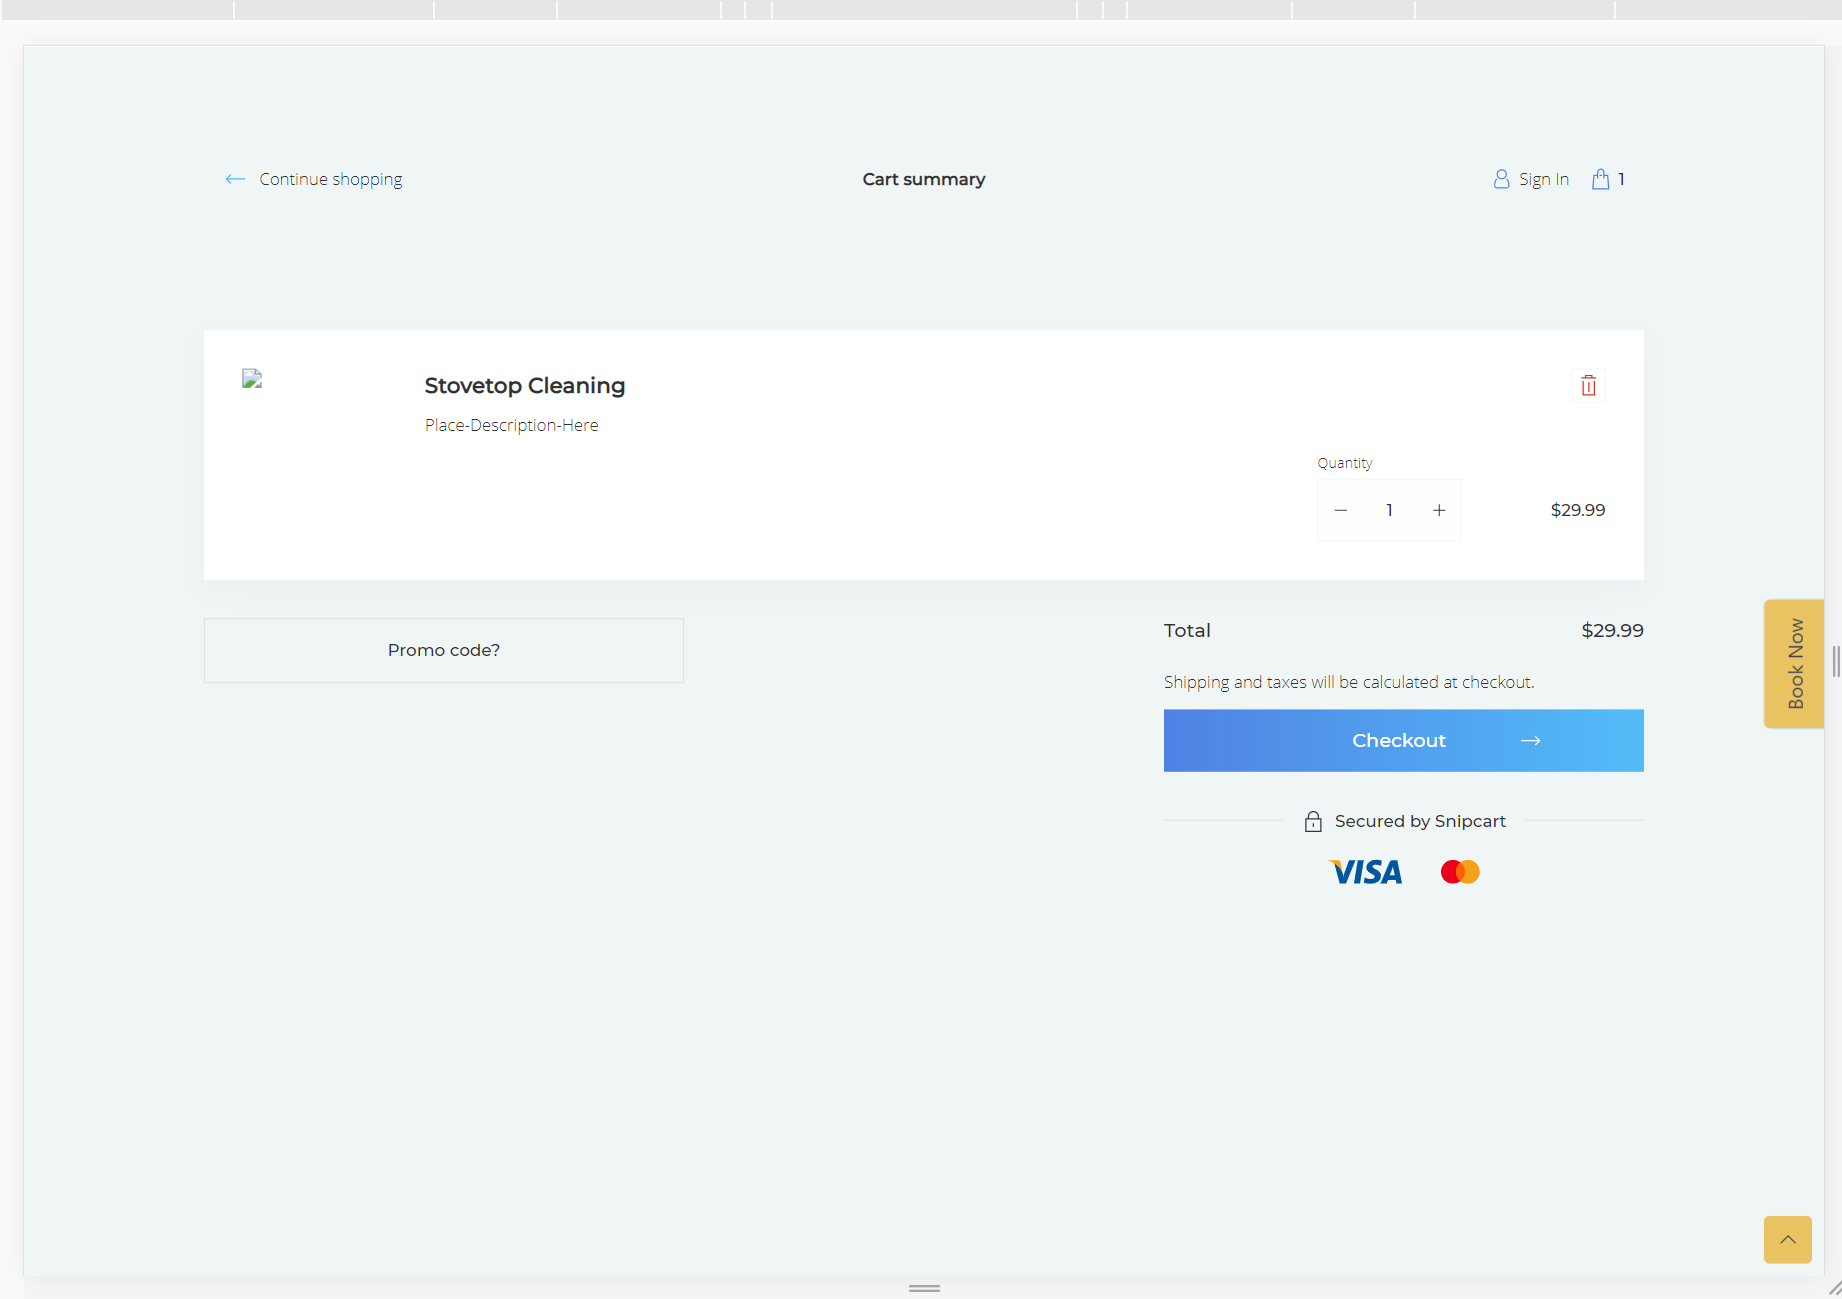 Continue shopping
Cart summary
Sign In
1
Stovetop Cleaning
Place-Description-Here
Quantity
1
$29.99
Promo code?
Total
$29.99
Shipping and taxes will be calculated at checkout.
Checkout
Secured by Snipcart
VISA
Book Now